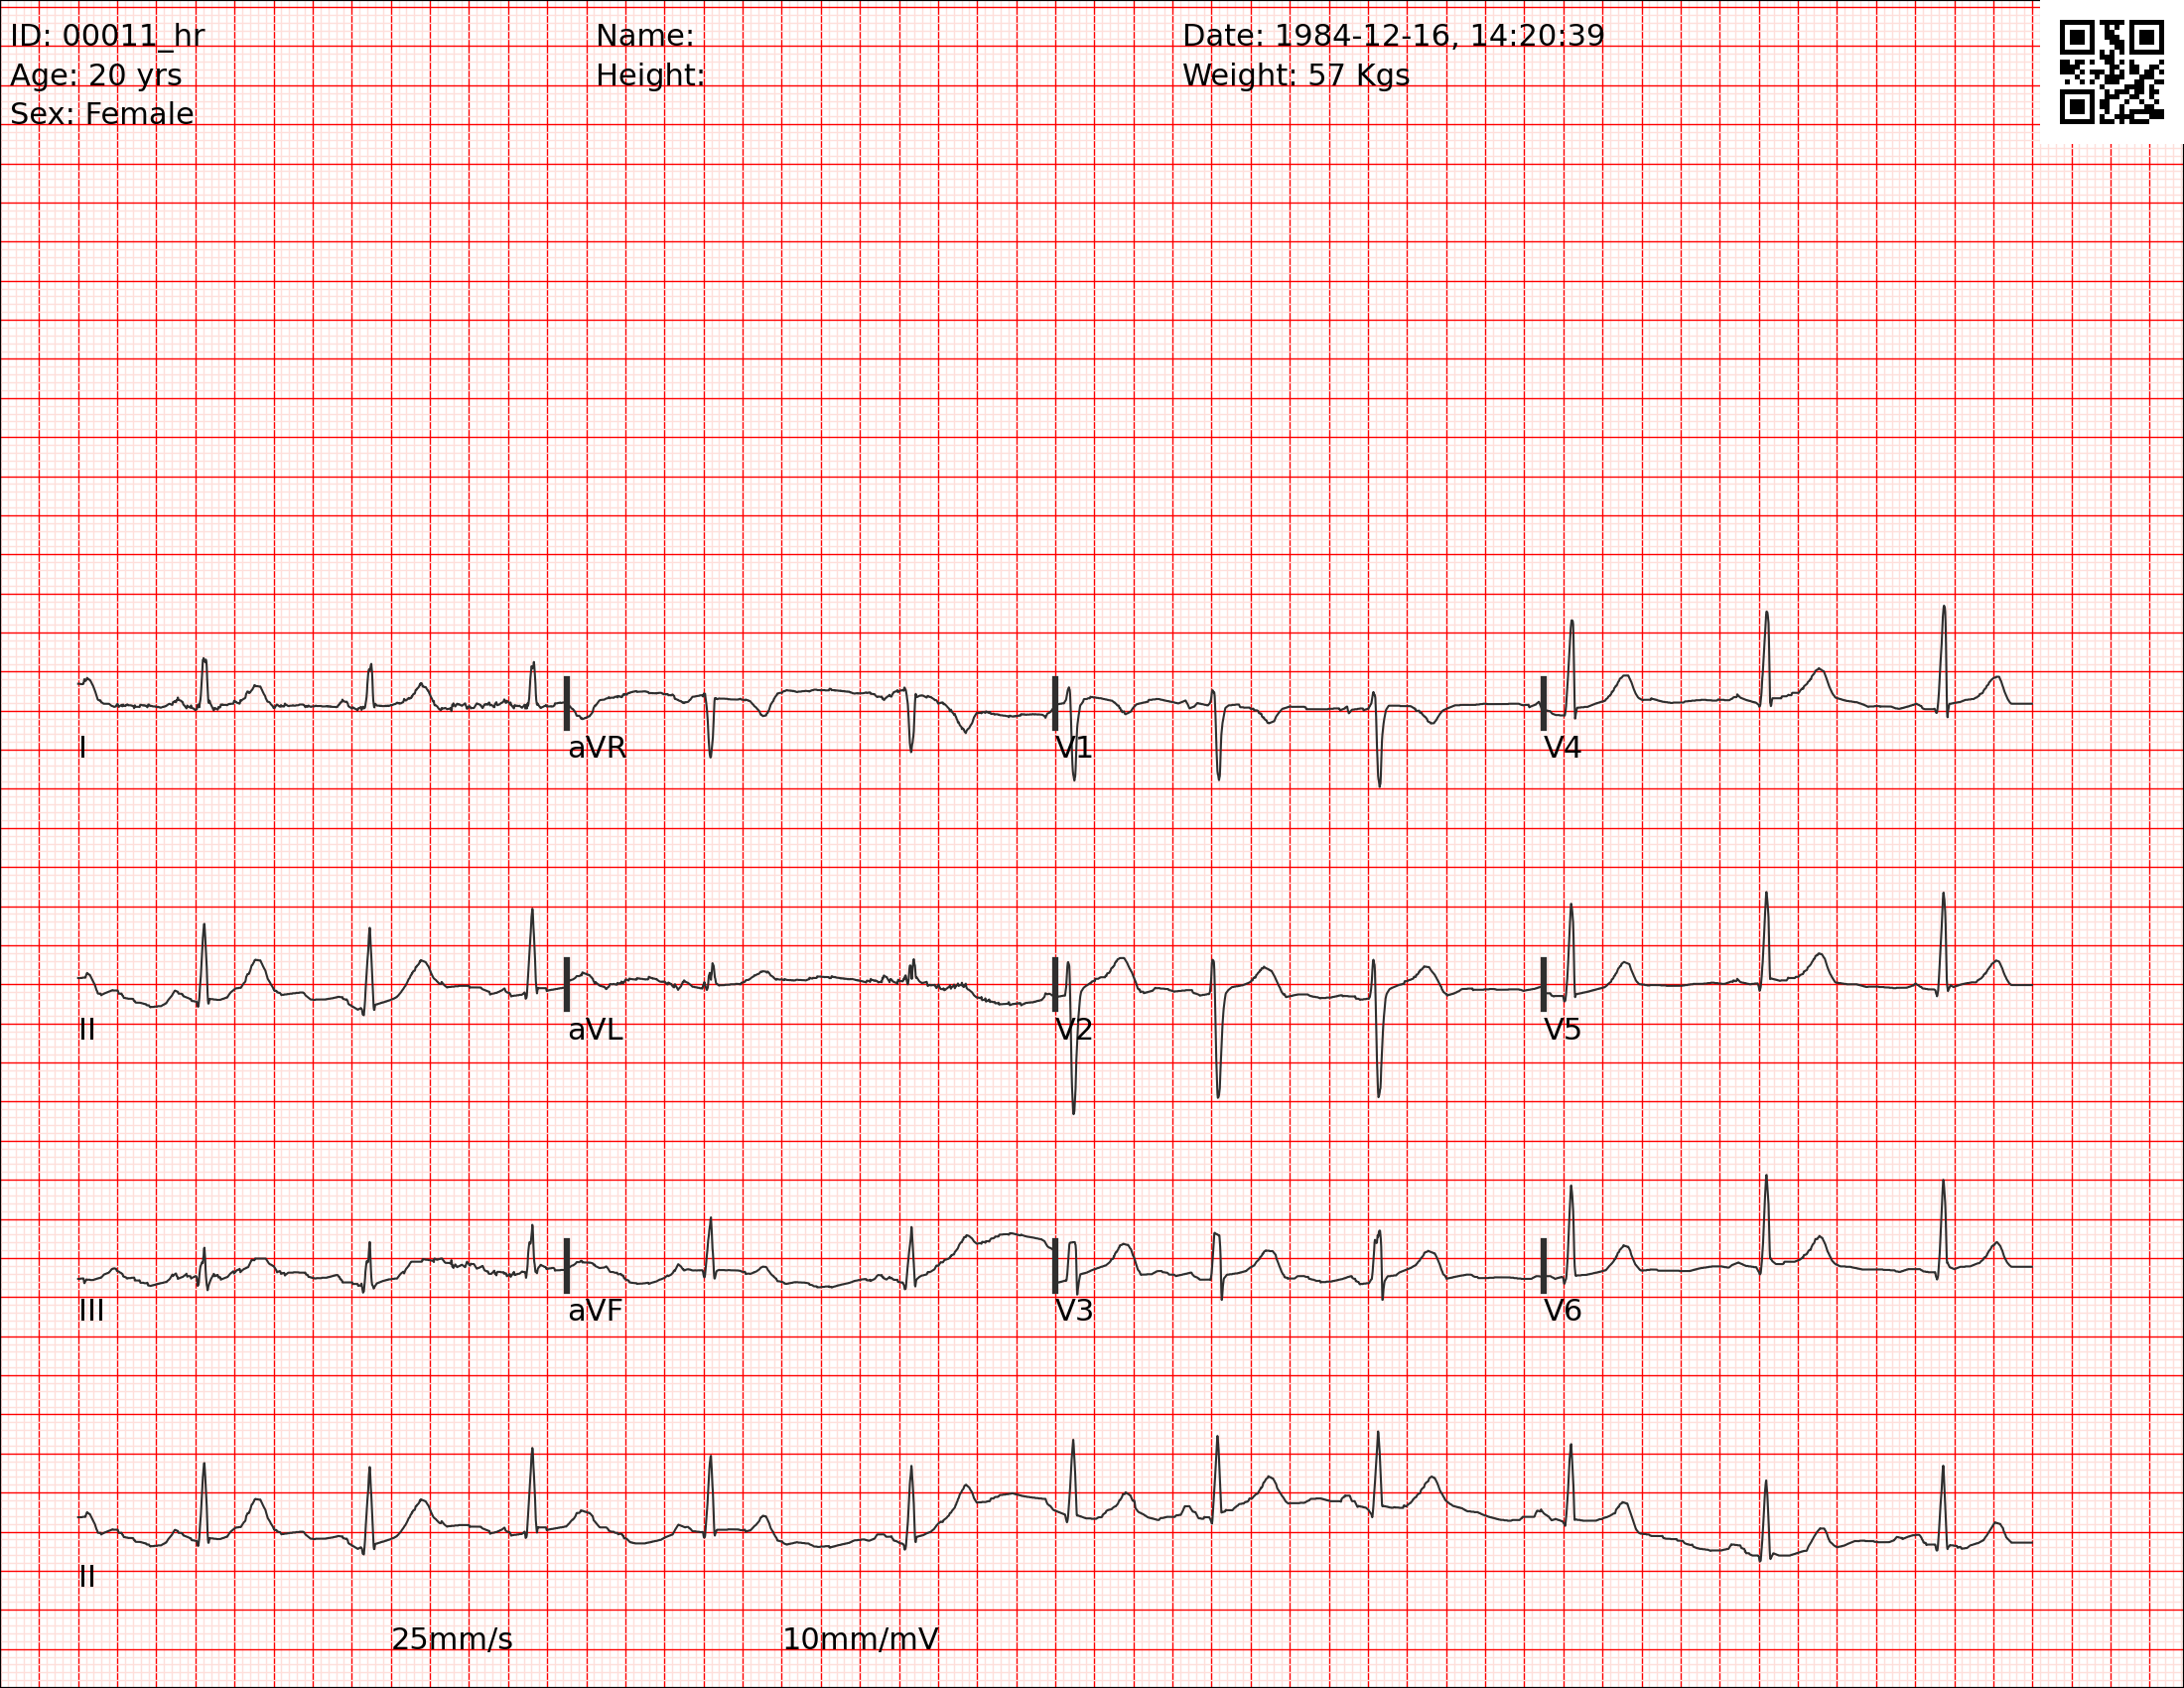 ID: 00011_hr
Name:
Date: 1984-12-16, 14:20:39
Age: 20 yrs
Height:
Weight: 57 Kgs
Sex: Female
I
aVR
V1
V4
II
aVL
V2
V5
III
aVF
V3
V6
II
25mm/s
10mm/mV